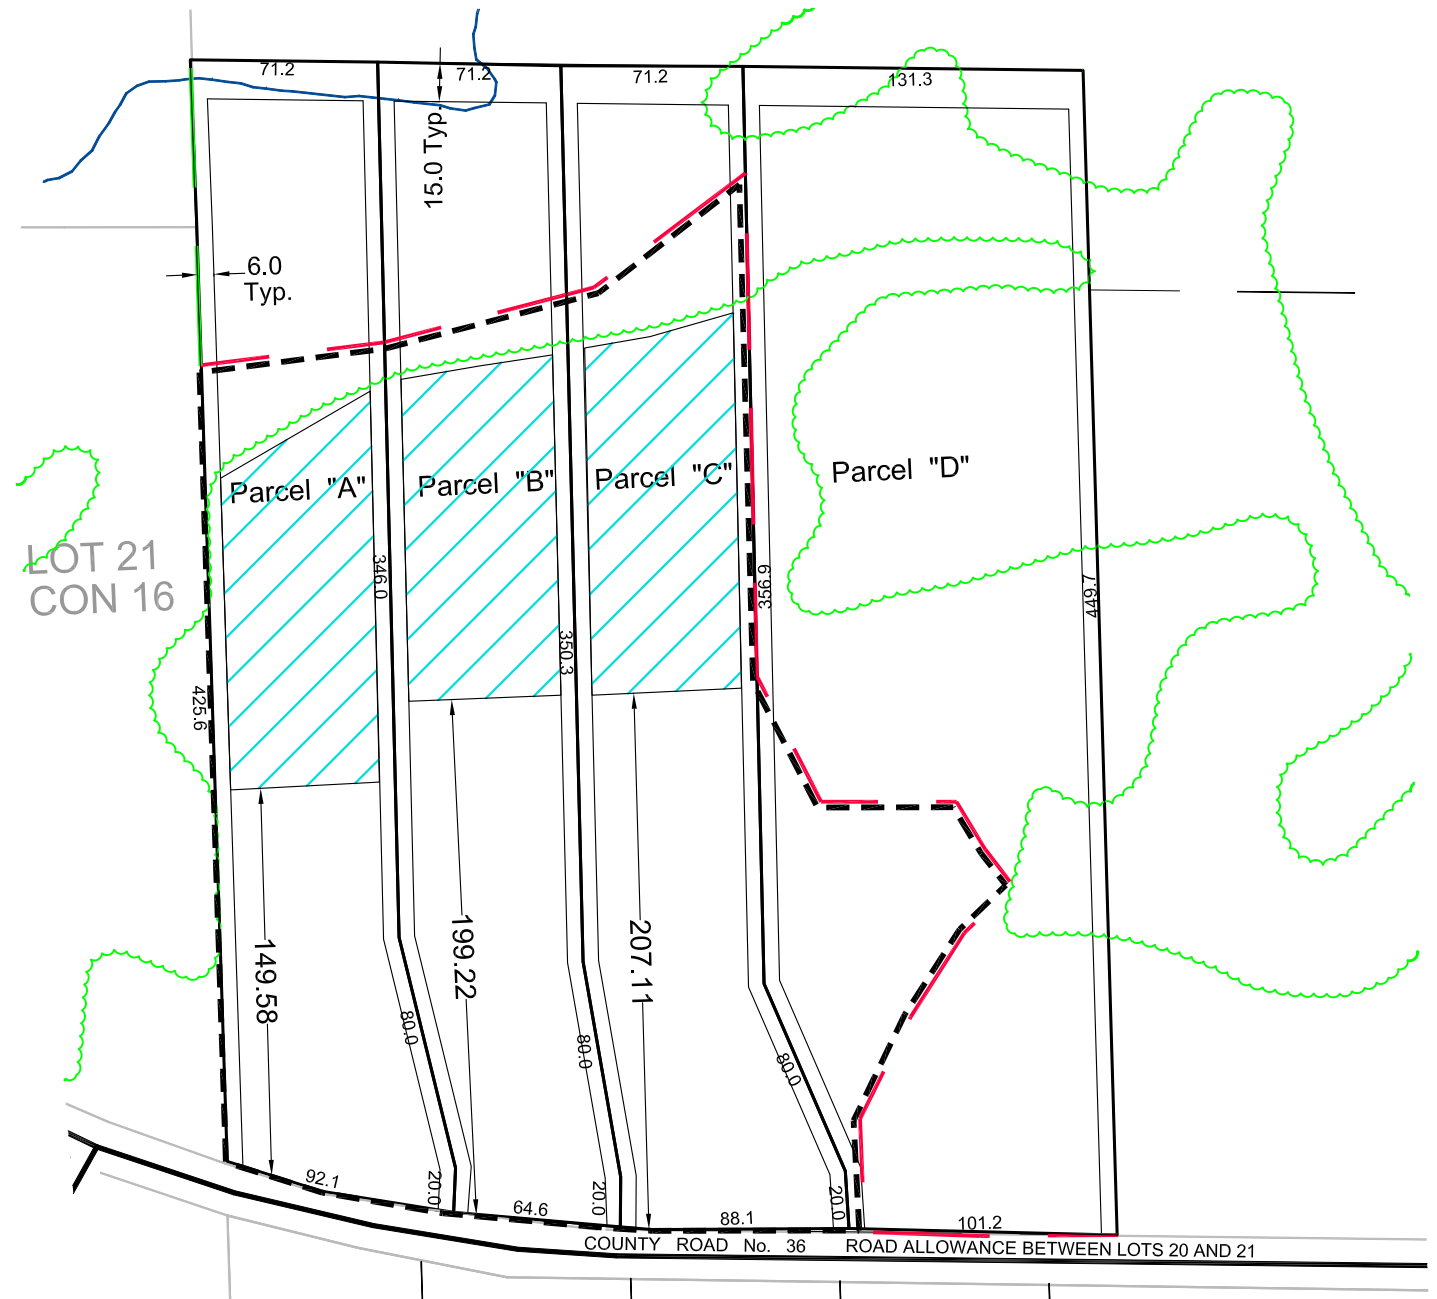 71.2
71.2
71.2
131.3
15.0 Typ.
6.0
Typ.
Parcel "A"
Parcel "B"
Parcel "C"
Parcel "D"
LOT 21
CON 16
346.0
350.3
356.9
449.7
425.6
149.58
199.22
207.11
80.0
80.0
80.0
20.0
20.0
20.0
92.1
64.6
88.1
101.2
COUNTY ROAD No. 36 ROAD ALLOWANCE BETWEEN LOTS 20 AND 21